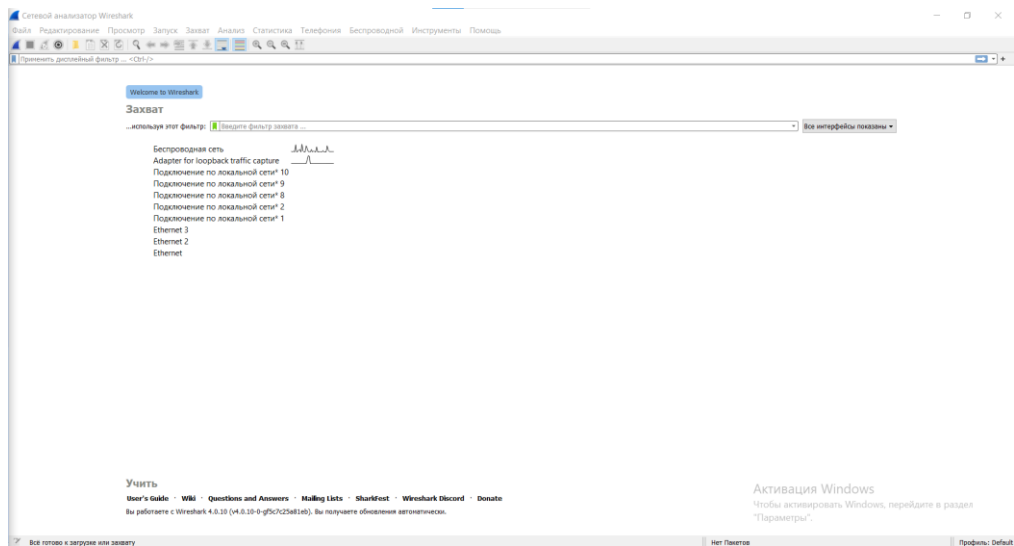 Сетевой анализатор Wireshark
Файл Редактирование Просмотр Запуск Захват Анализ Статистика Телефония Беспроводной Инструменты Помощь
Применить дисплейный фильтр ... <Ctrl-/>
Welcome to Wireshark
Захват
...используя этот фильтр: Введите фильтр захвата ... Все интерфейсы показаны
Беспроводная сеть
Adapter for loopback traffic capture
Подключение по локальной сети* 10
Подключение по локальной сети* 9
Подключение по локальной сети* 8
Подключение по локальной сети* 2
Подключение по локальной сети* 1
Ethernet 3
Ethernet 2
Ethernet
Учить
User's Guide · Wiki · Questions and Answers · Mailing Lists · SharkFest · Wireshark Discord · Donate
Вы работаете с Wireshark 4.0.10 (v4.0.10-0-gf5c7c25a81eb). Вы получаете обновления автоматически.
Активация Windows
Чтобы активировать Windows, перейдите в раздел
"Параметры".
Всё готово к загрузке или захвату Нет Пакетов Профиль: Default